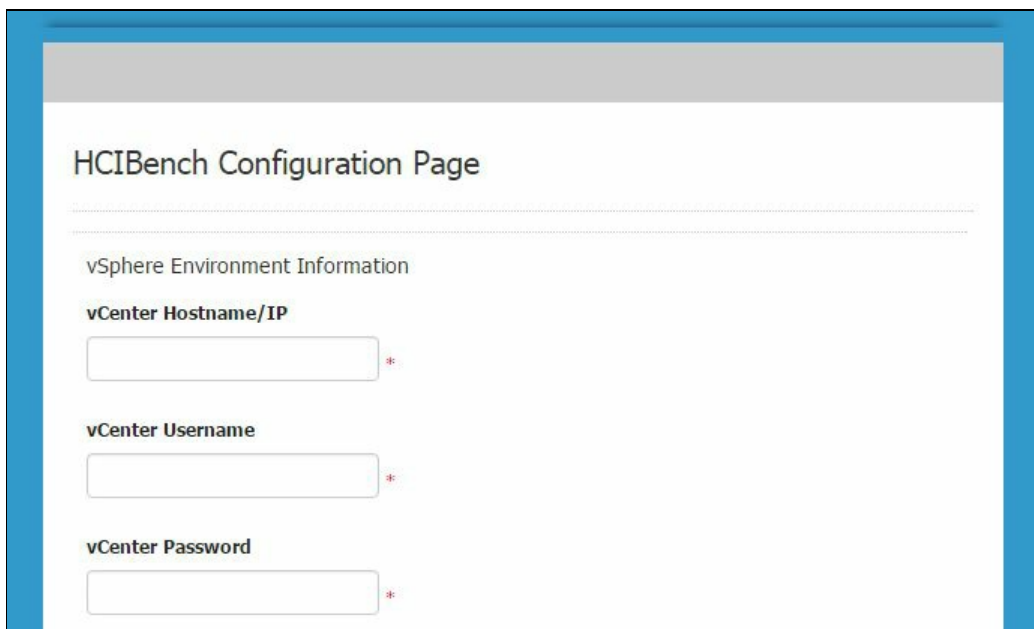 HCIBench Configuration Page
vSphere Environment Information
vCenter Hostname/IP
*
vCenter Username
*
vCenter Password
*